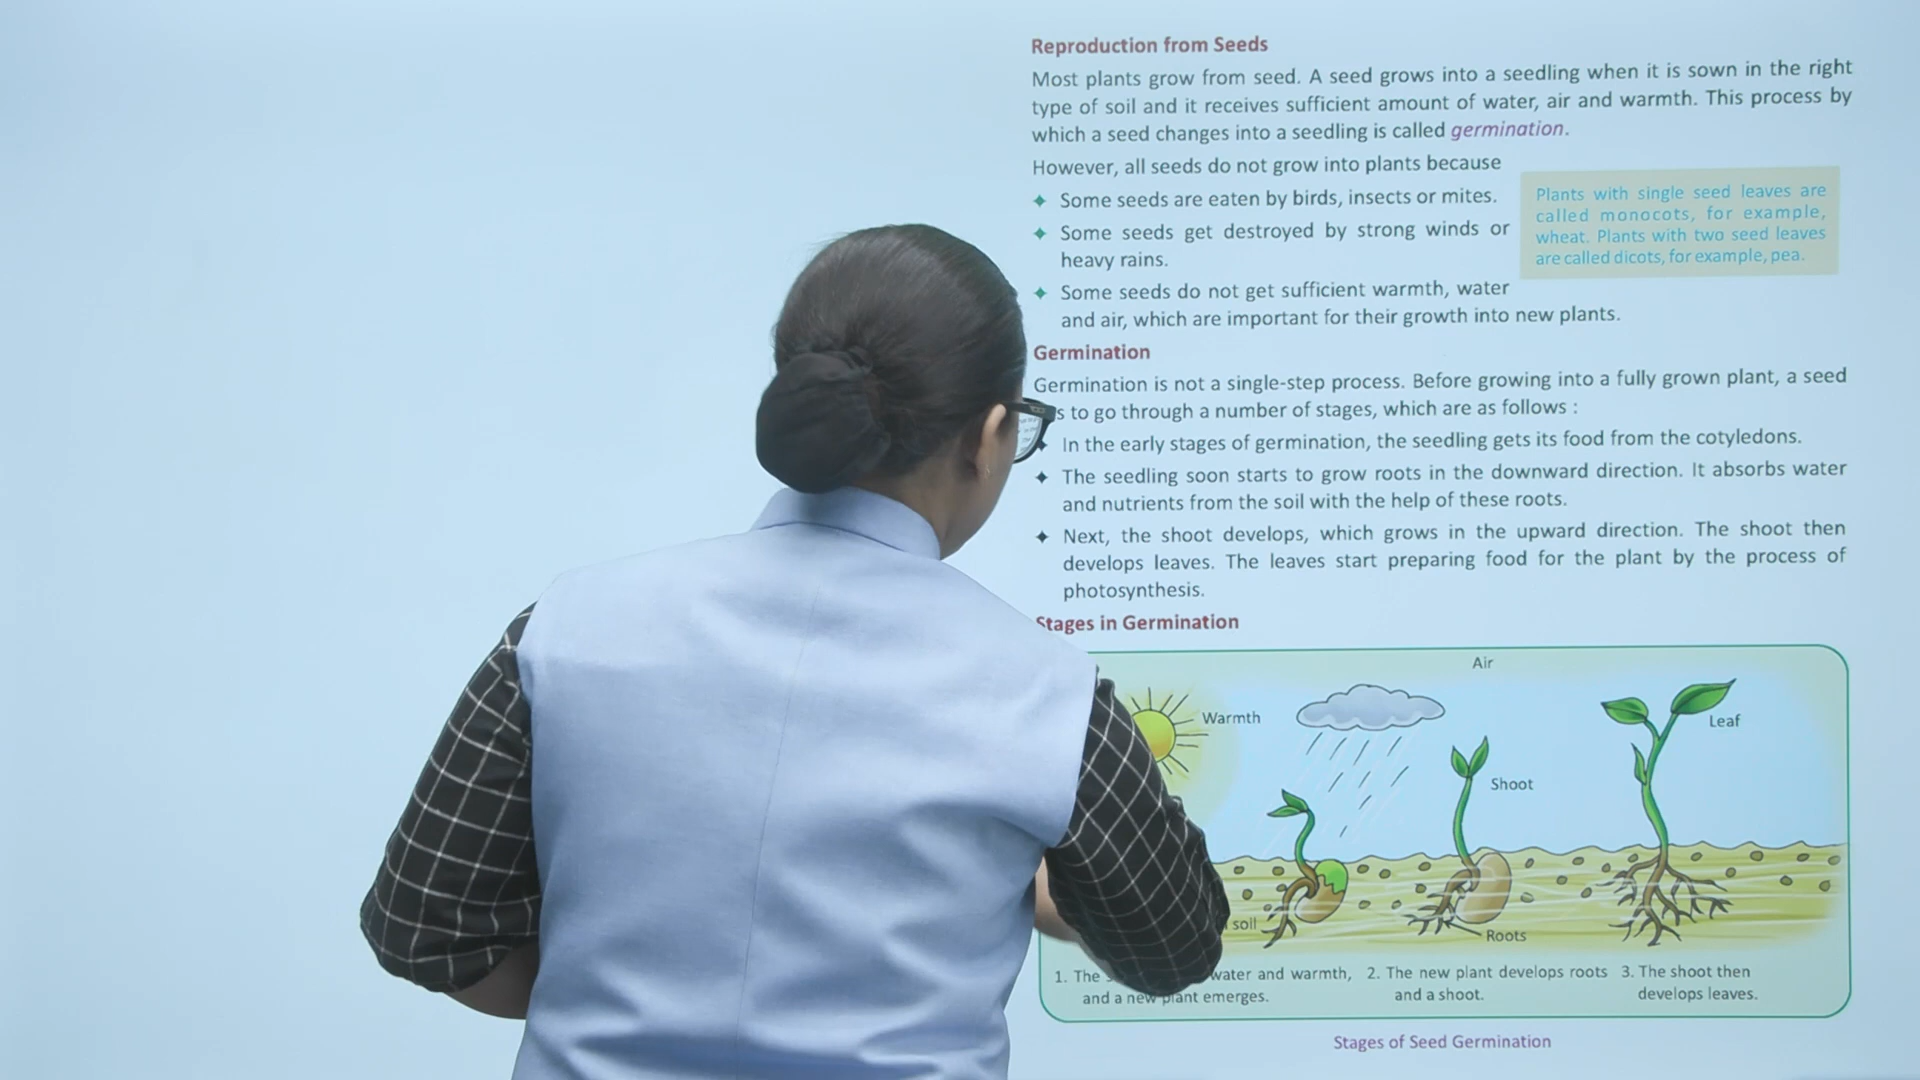 Reproduction from Seeds
Most plants grow from seed. A seed grows into a seedling when it is sown in the right
type of soil and it receives sufficient amount of water, air and warmth. This process by
which a seed changes into a seedling is called germination.
However, all seeds do not grow into plants because
✦ Some seeds are eaten by birds, insects or mites.
✦ Some seeds get destroyed by strong winds or
heavy rains.
✦ Some seeds do not get sufficient warmth, water
and air, which are important for their growth into new plants.
Plants with single seed leaves are
called monocots, for example,
wheat. Plants with two seed leaves
are called dicots, for example, pea.
Germination
Germination is not a single-step process. Before growing into a fully grown plant, a seed
to go through a number of stages, which are as follows :
✦ In the early stages of germination, the seedling gets its food from the cotyledons.
✦ The seedling soon starts to grow roots in the downward direction. It absorbs water
and nutrients from the soil with the help of these roots.
✦ Next, the shoot develops, which grows in the upward direction. The shoot then
develops leaves. The leaves start preparing food for the plant by the process of
photosynthesis.
Stages in Germination
Air
Warmth
Leaf
Shoot
soil
Roots
1. The water and warmth,
and a new plant emerges.
2. The new plant develops roots
and a shoot.
3. The shoot then
develops leaves.
Stages of Seed Germination